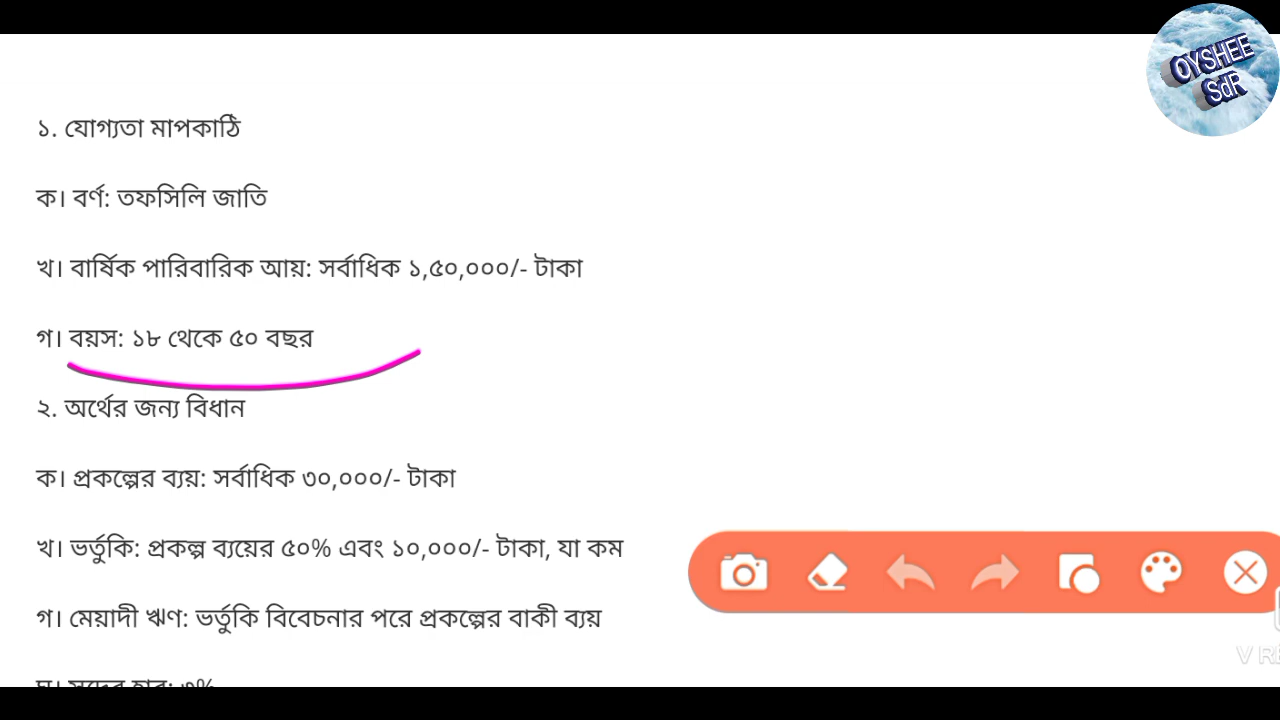 OYSHEE
SdR
১. যোগ্যতা মাপকাঠি
ক। বর্ণ: তফসিলি জাতি
খ। বার্ষিক পারিবারিক আয়: সর্বাধিক ১,৫০,০০০/- টাকা
গ। বয়স: ১৮ থেকে ৫০ বছর
২. অর্থের জন্য বিধান
ক। প্রকল্পের ব্যয়: সর্বাধিক ৩০,০০০/- টাকা
খ। ভর্তুকি: প্রকল্প ব্যয়ের ৫০% এবং ১০,০০০/- টাকা, যা কম
গ। মেয়াদী ঋণ: ভর্তুকি বিবেচনার পরে প্রকল্পের বাকী ব্যয়